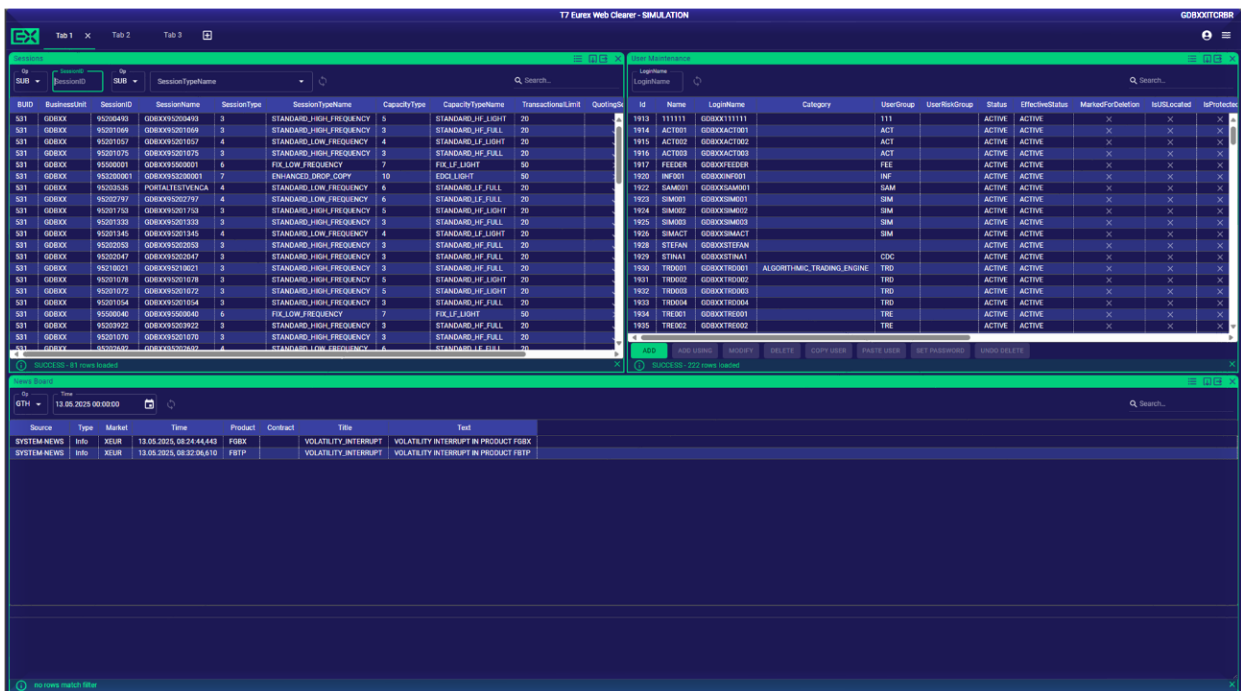 T7 Eurex Web Clearer - SIMULATION GDBXXITCRBR
EX Tab 1 Tab 2 Tab 3
Sessions
Op SessionID Op
SUB SessionID SUB SessionTypeName Search...
BUID BusinessUnit SessionID SessionName SessionType SessionTypeName CapacityType CapacityTypeName TransactionalLimit
531 GDBXX 95200493 GDBXX95200493 3 STANDARD_HIGH_FREQUENCY 5 STANDARD_HF_LIGHT 20
531 GDBXX 95201069 GDBXX95201069 3 STANDARD_HIGH_FREQUENCY 3 STANDARD_HF_FULL 20
531 GDBXX 95201057 GDBXX95201057 4 STANDARD_LOW_FREQUENCY 4 STANDARD_LF_LIGHT 20
531 GDBXX 95201075 GDBXX95201075 3 STANDARD_HIGH_FREQUENCY 3 STANDARD_HF_FULL 20
531 GDBXX 95500001 GDBXX95500001 6 FIX_LOW_FREQUENCY 7 FIX_LF_LIGHT 50
531 GDBXX 953200001 GDBXX953200001 7 ENHANCED_DROP_COPY 10 EDCI_LIGHT 50
531 GDBXX 95203535 PORTALTESTVENCA 4 STANDARD_LOW_FREQUENCY 6 STANDARD_LF_FULL 20
531 GDBXX 95202797 GDBXX95202797 4 STANDARD_LOW_FREQUENCY 6 STANDARD_LF_FULL 20
531 GDBXX 95201753 GDBXX95201753 3 STANDARD_HIGH_FREQUENCY 5 STANDARD_HF_LIGHT 20
531 GDBXX 95201333 GDBXX95201333 3 STANDARD_HIGH_FREQUENCY 3 STANDARD_HF_FULL 20
531 GDBXX 95201345 GDBXX95201345 4 STANDARD_LOW_FREQUENCY 4 STANDARD_LF_LIGHT 20
531 GDBXX 95202053 GDBXX95202053 3 STANDARD_HIGH_FREQUENCY 3 STANDARD_HF_FULL 20
531 GDBXX 95202047 GDBXX95202047 3 STANDARD_HIGH_FREQUENCY 3 STANDARD_HF_FULL 20
531 GDBXX 95210021 GDBXX95210021 3 STANDARD_HIGH_FREQUENCY 3 STANDARD_HF_FULL 20
531 GDBXX 95201078 GDBXX95201078 3 STANDARD_HIGH_FREQUENCY 5 STANDARD_HF_LIGHT 20
531 GDBXX 95201072 GDBXX95201072 3 STANDARD_HIGH_FREQUENCY 5 STANDARD_HF_LIGHT 20
531 GDBXX 95201054 GDBXX95201054 3 STANDARD_HIGH_FREQUENCY 3 STANDARD_HF_FULL 20
531 GDBXX 95500040 GDBXX95500040 6 FIX_LOW_FREQUENCY 7 FIX_LF_LIGHT 50
531 GDBXX 95203922 GDBXX95203922 3 STANDARD_HIGH_FREQUENCY 3 STANDARD_HF_FULL 20
531 GDBXX 95201070 GDBXX95201070 3 STANDARD_HIGH_FREQUENCY 3 STANDARD_HF_FULL 20
531 GDBXX 95202692 GDBXX95202692 4 STANDARD_LOW_FREQUENCY 6 STANDARD_LF_FULL 20
SUCCESS - 81 rows loaded
User Maintenance
LoginName
LoginName Search...
Id Name LoginName Category UserGroup UserRiskGroup Status EffectiveStatus MarkedForDeletion IsUSLocated IsProtected
1913 111111 GDBXX111111 111 ACTIVE ACTIVE
1914 ACT001 GDBXXACT001 ACT ACTIVE ACTIVE
1915 ACT002 GDBXXACT002 ACT ACTIVE ACTIVE
1916 ACT003 GDBXXACT003 ACT ACTIVE ACTIVE
1917 FEEDER GDBXXFEEDER FEE ACTIVE ACTIVE
1920 INF001 GDBXXINF001 INF ACTIVE ACTIVE
1922 SAM001 GDBXXSAM001 SAM ACTIVE ACTIVE
1923 SIM001 GDBXXSIM001 SIM ACTIVE ACTIVE
1924 SIM002 GDBXXSIM002 SIM ACTIVE ACTIVE
1925 SIM003 GDBXXSIM003 SIM ACTIVE ACTIVE
1926 SIMACT GDBXXSIMACT SIM ACTIVE ACTIVE
1928 STEFAN GDBXXSTEFAN ACTIVE ACTIVE
1929 STINA1 GDBXXSTINA1 CDC ACTIVE ACTIVE
1930 TRD001 GDBXXTRD001 ALGORITHMIC_TRADING_ENGINE TRD ACTIVE ACTIVE
1931 TRD002 GDBXXTRD002 TRD ACTIVE ACTIVE
1932 TRD003 GDBXXTRD003 TRD ACTIVE ACTIVE
1933 TRD004 GDBXXTRD004 TRD ACTIVE ACTIVE
1934 TRE001 GDBXXTRE001 TRE ACTIVE ACTIVE
1935 TRE002 GDBXXTRE002 TRE ACTIVE ACTIVE
ADD ADD USING MODIFY DELETE COPY USER PASTE USER SET PASSWORD UNDO DELETE
SUCCESS - 222 rows loaded
News Board
Op Time
GTH 13.05.2025 00:00:00 Search...
Source Type Market Time Product Contract Title Text
SYSTEM-NEWS Info XEUR 13.05.2025, 08:24:44,443 FGBX VOLATILITY_INTERRUPT VOLATILITY INTERRUPT IN PRODUCT FGBX
SYSTEM-NEWS Info XEUR 13.05.2025, 08:32:06,610 FBTP VOLATILITY_INTERRUPT VOLATILITY INTERRUPT IN PRODUCT FBTP
no rows match filter